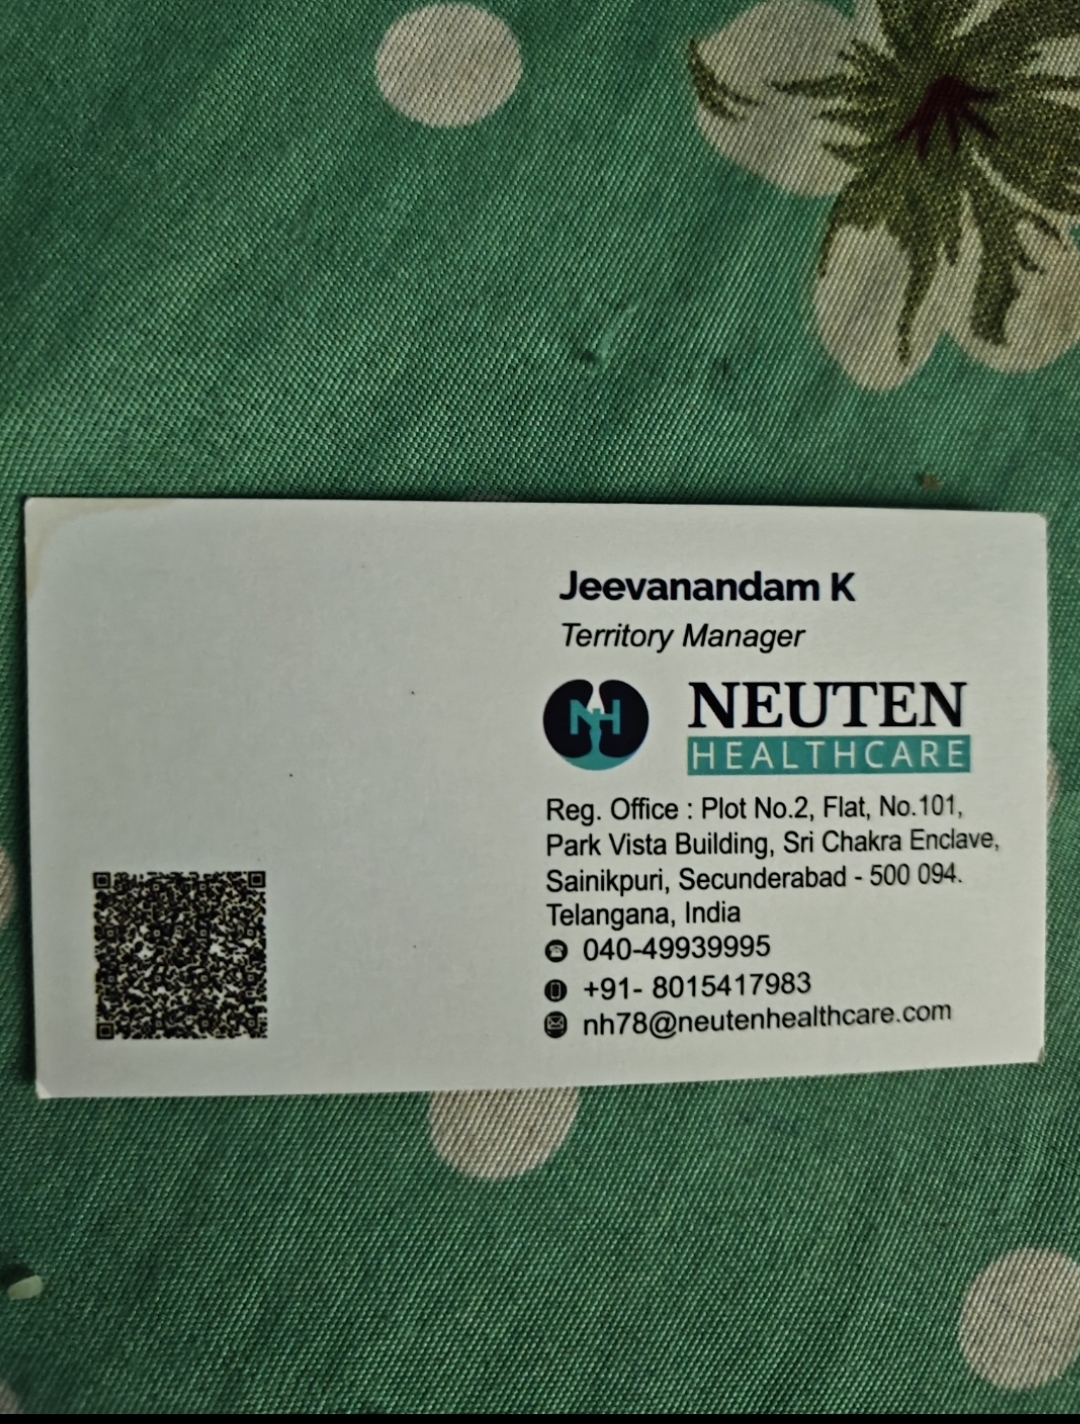 Jeevanandam K
Territory Manager
NH
NEUTEN
HEALTHCARE
Reg. Office : Plot No.2, Flat, No.101,
Park Vista Building, Sri Chakra Enclave,
Sainikpuri, Secunderabad - 500 094.
Telangana, India
040-49939995
+91- 8015417983
nh78@neutenhealthcare.com